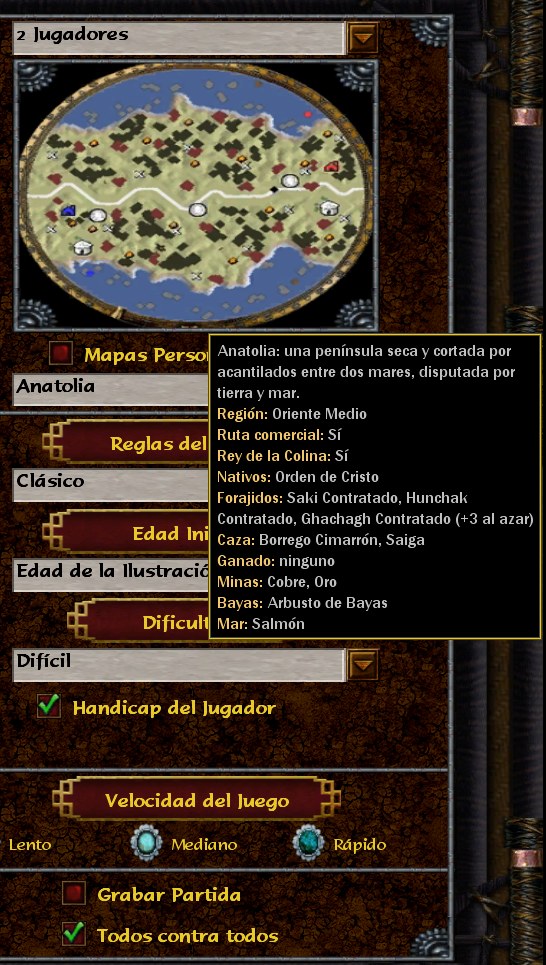 2 Jugadores
Mapas Perso
Anatolia
Anatolia: una península seca y cortada por
acantilados entre dos mares, disputada por
tierra y mar.
Región: Oriente Medio
Ruta comercial: Sí
Rey de la Colina: Sí
Nativos: Orden de Cristo
Forajidos: Saki Contratado, Hunchak
Contratado, Ghachagh Contratado (+3 al azar)
Caza: Borrego Cimarrón, Saiga
Ganado: ninguno
Minas: Cobre, Oro
Bayas: Arbusto de Bayas
Mar: Salmón
Reglas del
Clásico
Edad Ini
Edad de la Ilustració
Dificult
Difícil
Handicap del Jugador
Velocidad del Juego
Lento Mediano Rápido
Grabar Partida
Todos contra todos